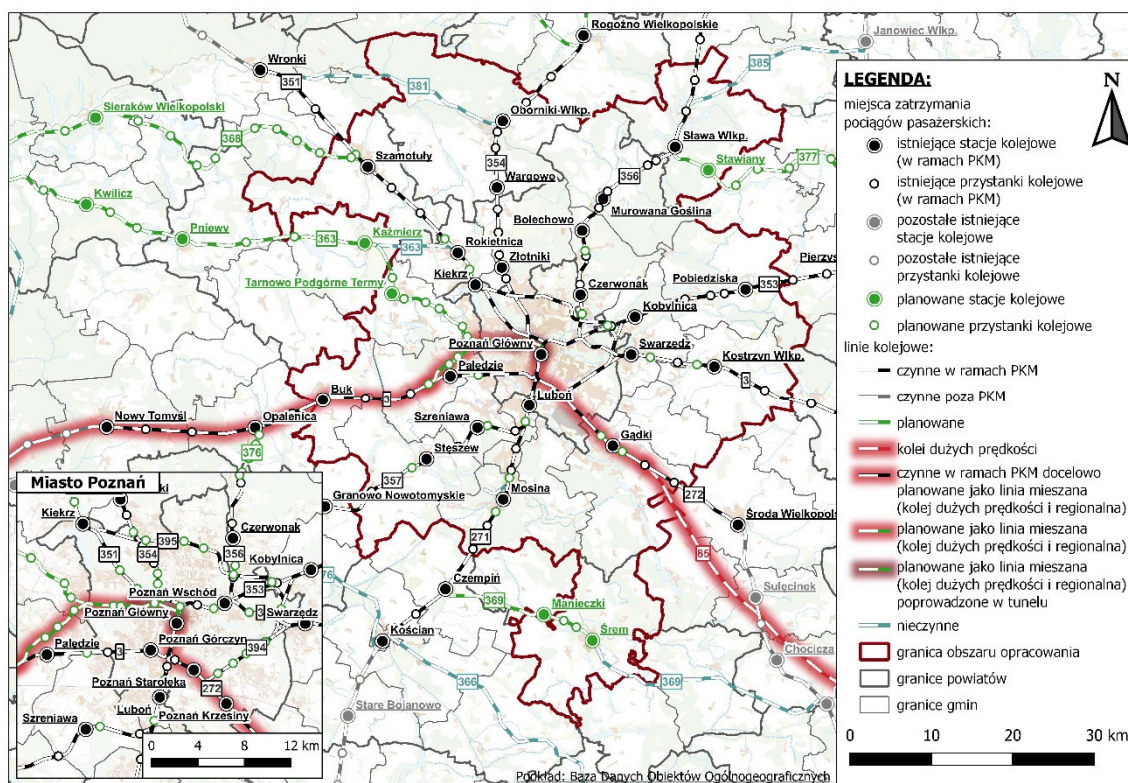 Rogoźno Wielkopolskie
Janowiec Wlkp.
Wronki
351
385
381
Sieraków Wielkopolski
Oborniki Wlkp.
368
Sława Wlkp.
Szamotuły
354
Stawiany
377
356
Kwilicz
Wargowo
Murowana Goślina
Bolechowo
Pniewy
363
Kaźmierz
363
Rokietnica
Złotniki
Pierzys
Kiekrz
Pobiedziska
353
Tarnowo Podgórne Termy
Czerwonak
Kobylnica
Poznań Główny
Swarzędz
Kostrzyn Wlkp.
Palędzie
3
Buk
3
Luboń
Nowy Tomyśl
Opalenica
Szreniawa
Gądki
376
Stęszew
357
Mosina
272
Granowo Nowotomyskie
Środa Wielkopols
271
85
Czempiń
Sulęcinek
369
Manieczki
Śrem
Kościan
Chocicza
366
369
Stare Bojanowo
76
Miasto Poznań
ki
Kiekrz
Czerwonak
395
351
354
356
Kobylnica
353
Poznań Wschód
3
Poznań Główny
Swarzędz
Palędzie
3
Poznań Górczyn
394
Poznań Starołęka
272
Luboń
Poznań Krzesiny
Szreniawa
0 4 8 12 km
LEGENDA:
N
miejsca zatrzymania
pociągów pasażerskich:
istniejące stacje kolejowe
(w ramach PKM)
istniejące przystanki kolejowe
(w ramach PKM)
pozostałe istniejące
stacje kolejowe
pozostałe istniejące
przystanki kolejowe
planowane stacje kolejowe
planowane przystanki kolejowe
linie kolejowe:
czynne w ramach PKM
czynne poza PKM
planowane
kolei dużych prędkości
czynne w ramach PKM docelowo
planowane jako linia mieszana
(kolej dużych prędkości i regionalna)
planowane jako linia mieszana
(kolej dużych prędkości i regionalna)
planowane jako linia mieszana
(kolej dużych prędkości i regionalna)
poprowadzone w tunelu
nieczynne
granica obszaru opracowania
granice powiatów
granice gmin
0 10 20 30 km
Podkład: Baza Danych Obiektów Ogólnogeograficznych